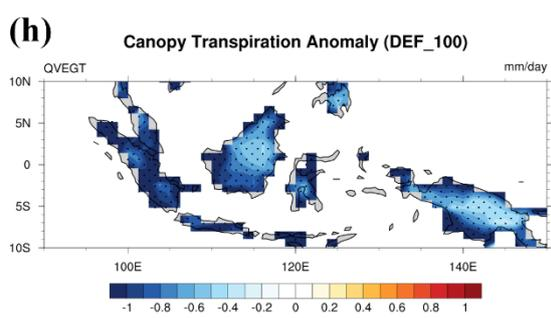 (h)
Canopy Transpiration Anomaly (DEF_100)
QVEGT mm/day
10N
5N
0
5S
10S
100E 120E 140E
-1 -0.8 -0.6 -0.4 -0.2 0 0.2 0.4 0.6 0.8 1